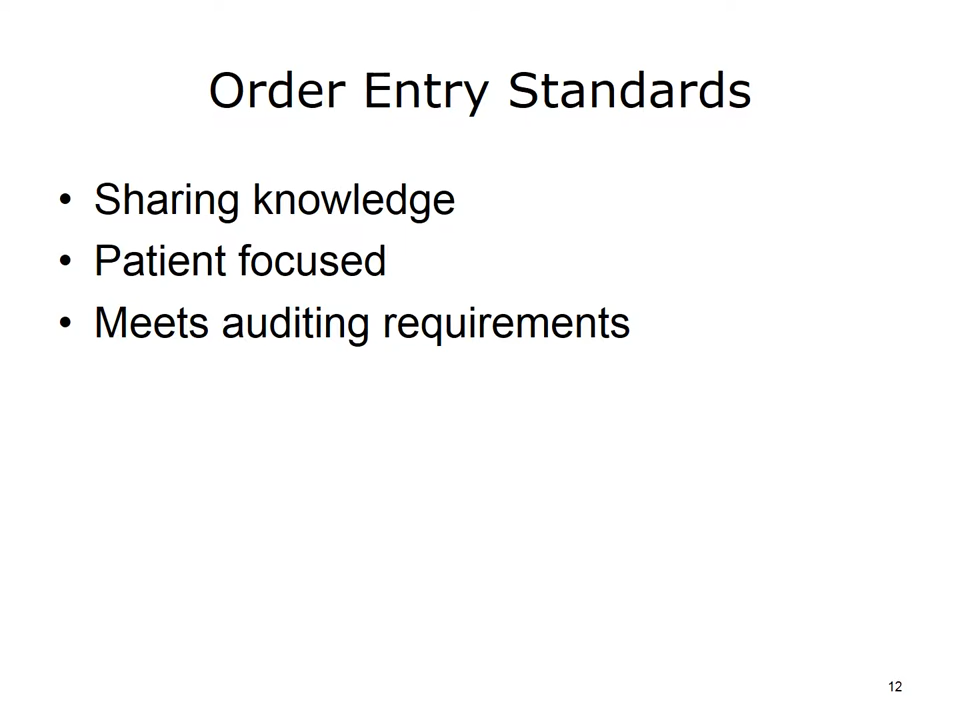 Order Entry Standards
• Sharing knowledge
• Patient focused
• Meets auditing requirements
12